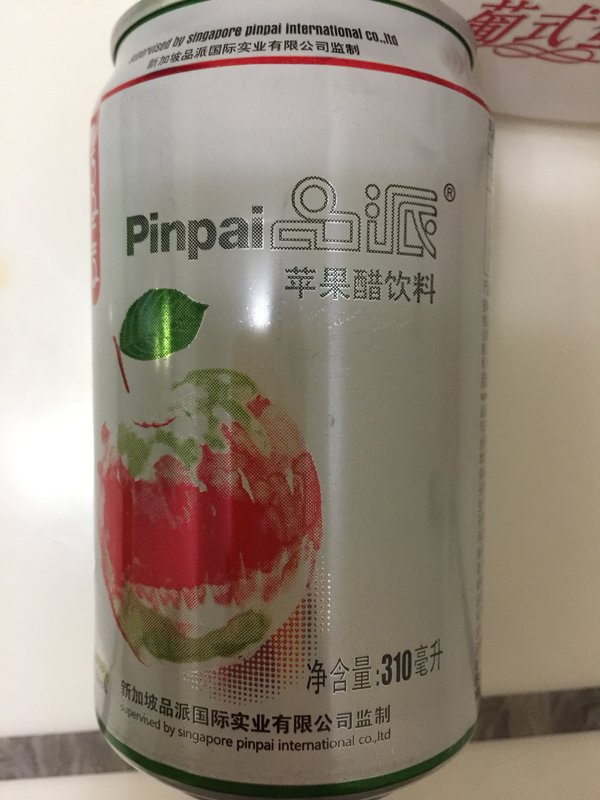 supervised by singapore pinpai international co.,ltd
新加坡品派国际实业有限公司监制
葡式
Pinpai品派®
苹果醋饮料
净含量:310毫升
新加坡品派国际实业有限公司监制
supervised by singapore pinpai international co.,ltd